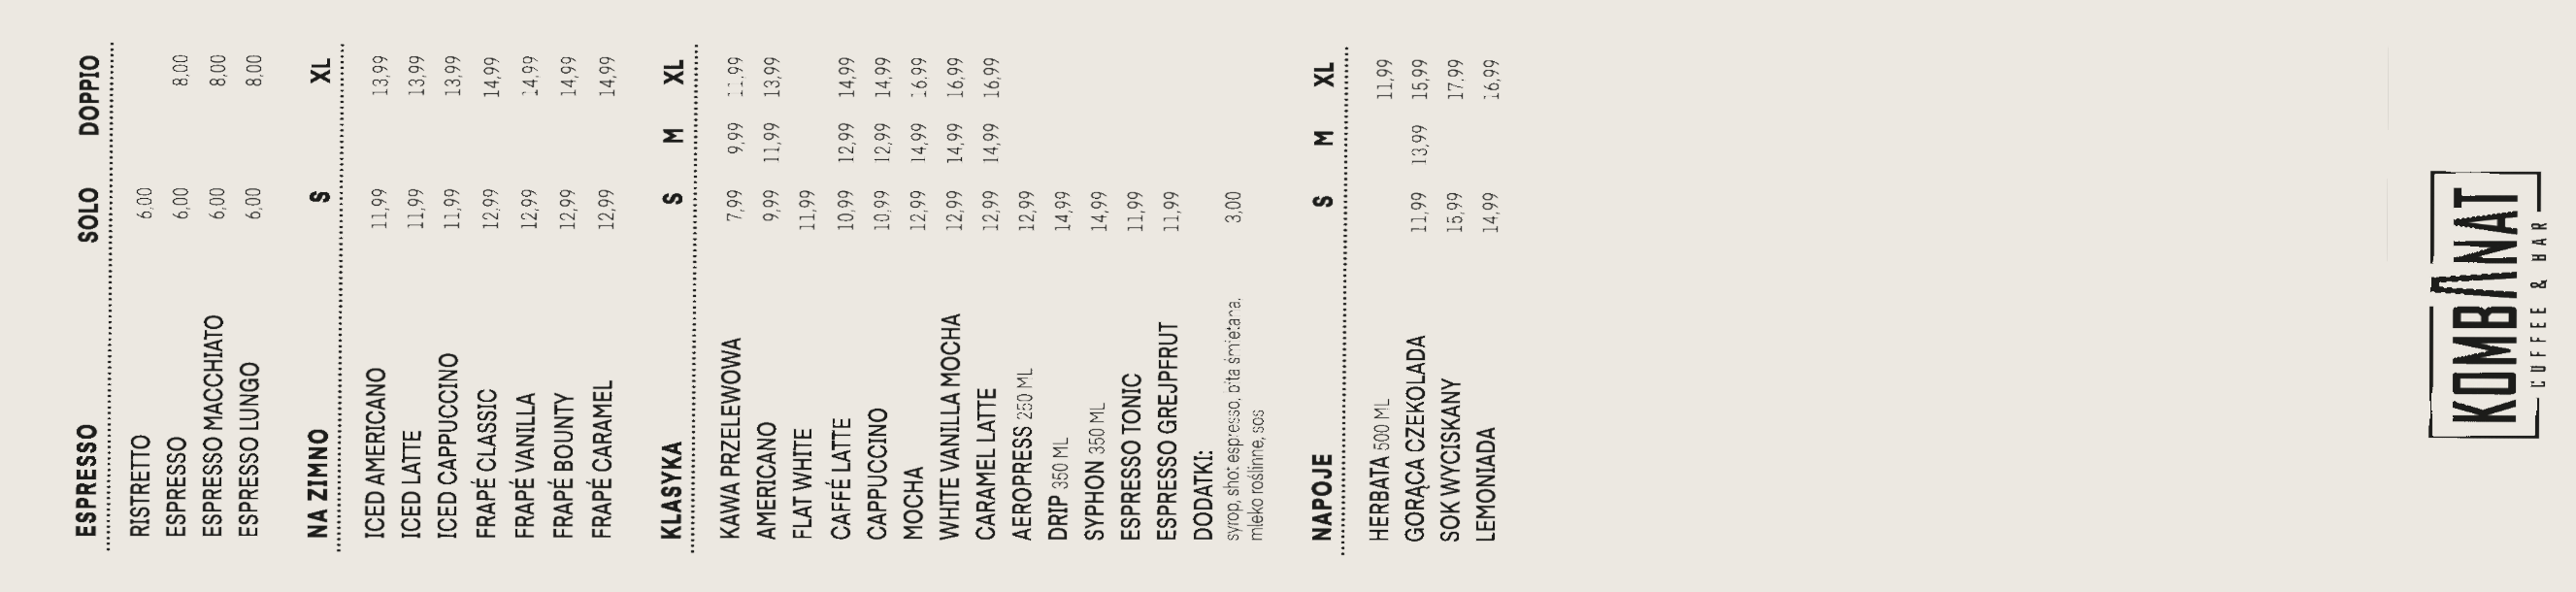 ESPRESSO SOLO DOPPIO
RISTRETTO 6,00
ESPRESSO 6,00 8,00
ESPRESSO MACCHIATO 6,00 8,00
ESPRESSO LUNGO 6,00 8,00
NA ZIMNO S XL
ICED AMERICANO 11,99 13,99
ICED LATTE 11,99 13,99
ICED CAPPUCCINO 11,99 13,99
FRAPÉ CLASSIC 12,99 14,99
FRAPÉ VANILLA 12,99 14,99
FRAPÉ BOUNTY 12,99 14,99
FRAPÉ CARAMEL 12,99 14,99
KLASYKA S M XL
KAWA PRZELEWOWA 7,99 9,99 11,99
AMERICANO 9,99 11,99 13,99
FLAT WHITE 11,99
CAFFÉ LATTE 10,99 12,99 14,99
CAPPUCCINO 10,99 12,99 14,99
MOCHA 12,99 14,99 16,99
WHITE VANILLA MOCHA 12,99 14,99 16,99
CARAMEL LATTE 12,99 14,99 16,99
AEROPRESS 250 ML 12,99
DRIP 350 ML 14,99
SYPHON 350 ML 14,99
ESPRESSO TONIC 11,99
ESPRESSO GREJPFRUT 11,99
DODATKI:
syrop, shot espresso, bita śmietana, 3,00
mleko roślinne, sos
NAPOJE S M XL
HERBATA 500 ML 11,99
GORĄCA CZEKOLADA 11,99 13,99 15,99
SOK WYCISKANY 15,99 17,99
LEMONIADA 14,99 16,99
KOMBINAT
COFFEE & BAR